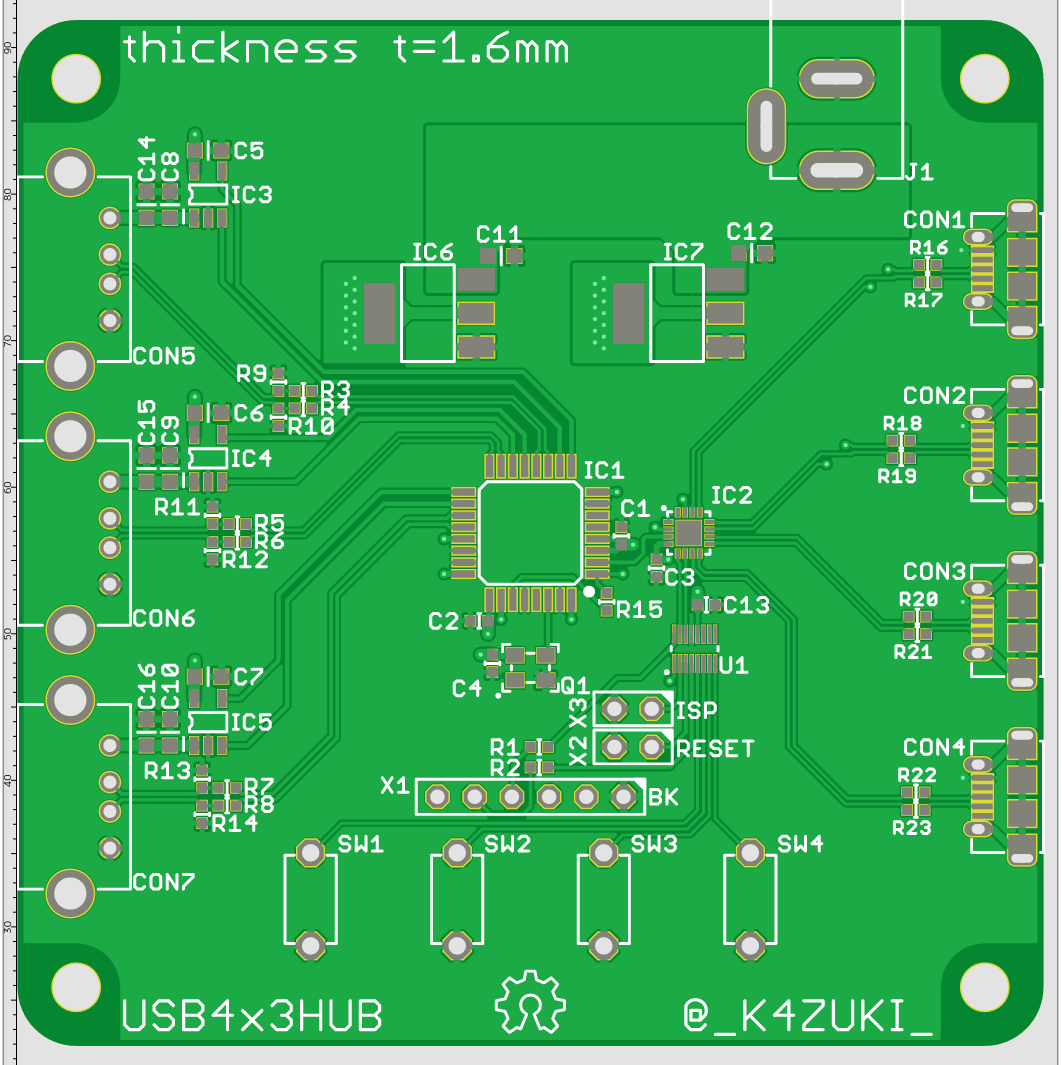 thickness t=1.6mm
90
C14
C8
C5
IC3
J1
80
CON1
C11
C12
IC6
IC7
R16
R17
70
CON5
R9
R3
R4
R10
CON2
C15
C9
C6
IC4
R18
R19
IC1
60
R11
R5
R6
R12
C1
IC2
C3
CON3
R15
C13
R20
R21
C2
50
CON6
U1
C16
C10
C7
IC5
C4
Q1
X3
ISP
X2
RESET
CON4
R1
R2
R13
R7
R8
R14
X1
BK
R22
R23
40
SW1
SW2
SW3
SW4
CON7
30
USB4x3HUB
@_K4ZUKI_